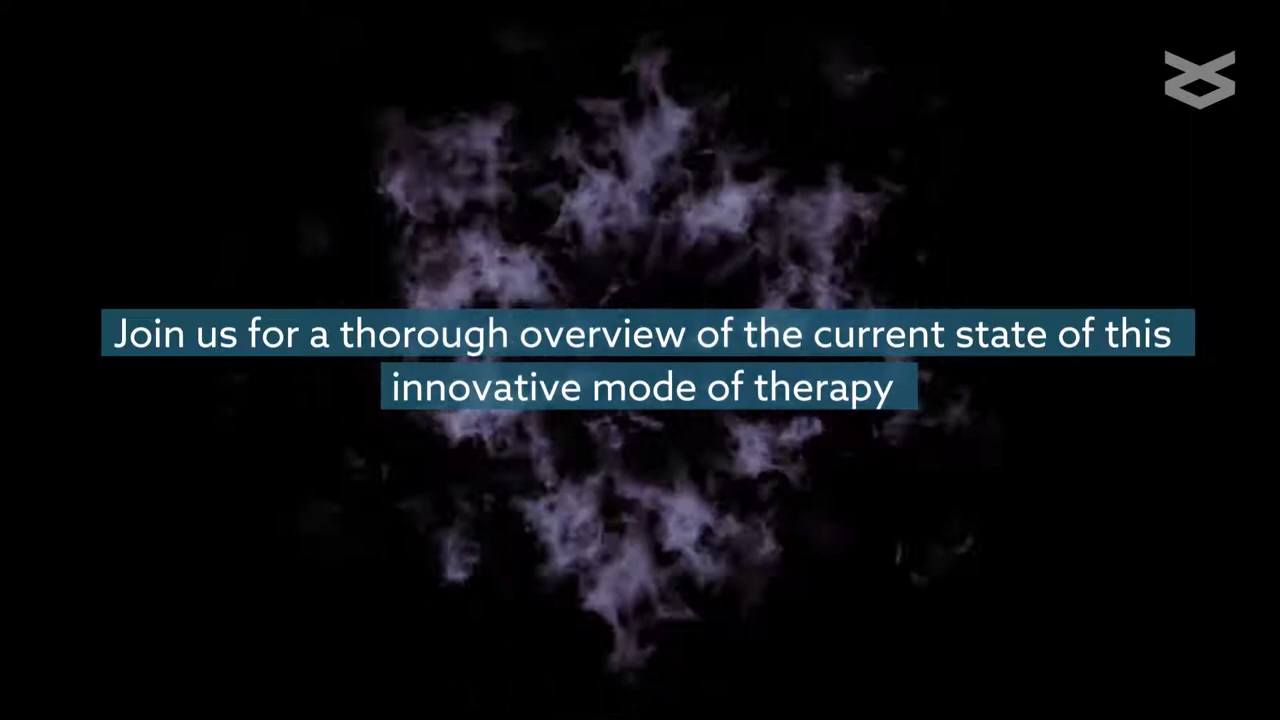 Join us for a thorough overview of the current state of this
innovative mode of therapy